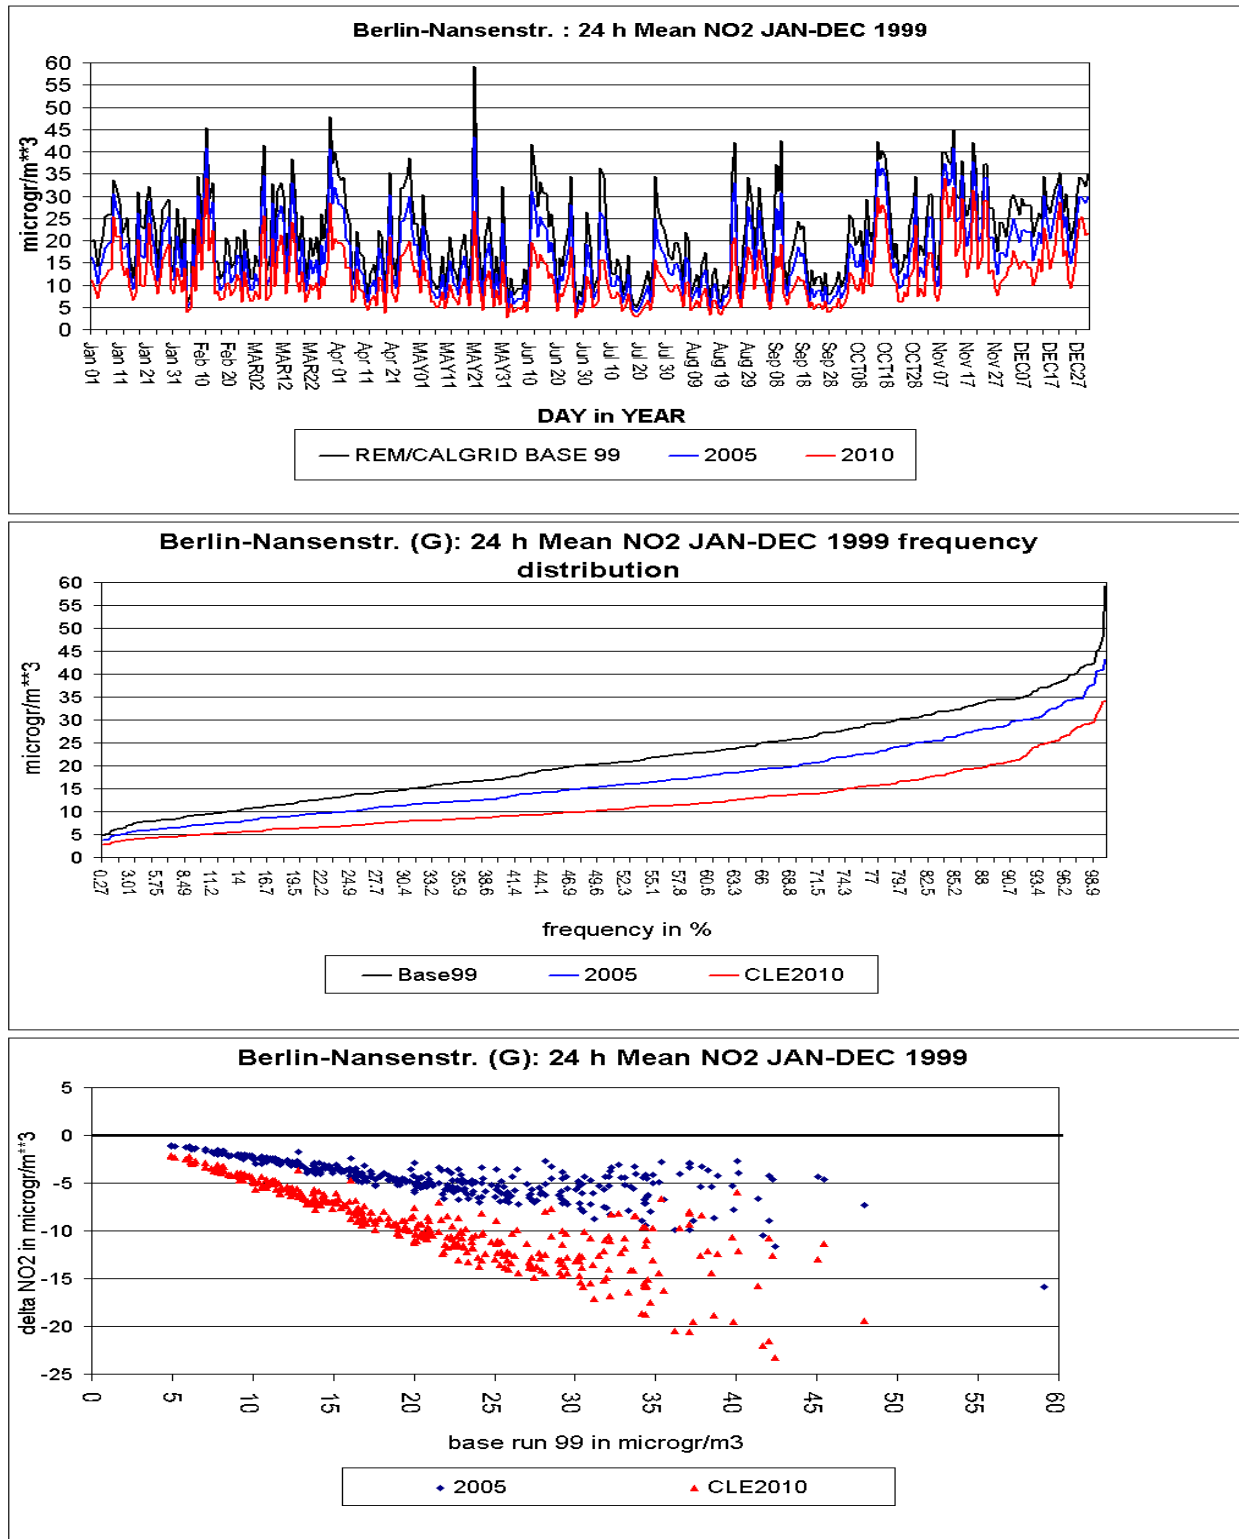 Berlin-Nansenstr. : 24 h Mean NO2 JAN-DEC 1999
microgr/m**3
60
55
50
45
40
35
30
25
20
15
10
5
0
Jan 01 Jan 11 Jan 21 Jan 31 Feb 10 Feb 20 MAR02 MAR12 MAR22 Apr 01 Apr 11 Apr 21 MAY01 MAY11 MAY21 MAY31 Jun 10 Jun 20 Jun 30 Jul 10 Jul 20 Jul 30 Aug 09 Aug 19 Aug 29 Sep 08 Sep 18 Sep 28 OCT08 OCT18 OCT28 Nov 07 Nov 17 Nov 27 DEC07 DEC17 DEC27
DAY in YEAR
REM/CALGRID BASE 99 2005 2010
Berlin-Nansenstr. (G): 24 h Mean NO2 JAN-DEC 1999 frequency
distribution
microgr/m**3
60
55
50
45
40
35
30
25
20
15
10
5
0
0.27 3.01 5.75 8.49 11.2 14 16.7 19.5 22.2 24.9 27.7 30.4 33.2 35.9 38.6 41.4 44.1 46.9 49.6 52.3 55.1 57.8 60.6 63.3 66 68.8 71.5 74.3 77 79.7 82.5 85.2 88 90.7 93.4 96.2 98.9
frequency in %
Base99 2005 CLE2010
Berlin-Nansenstr. (G): 24 h Mean NO2 JAN-DEC 1999
delta NO2 in microgr/m**3
5
0
-5
-10
-15
-20
-25
0 5 10 15 20 25 30 35 40 45 50 55 60
base run 99 in microgr/m3
2005 CLE2010